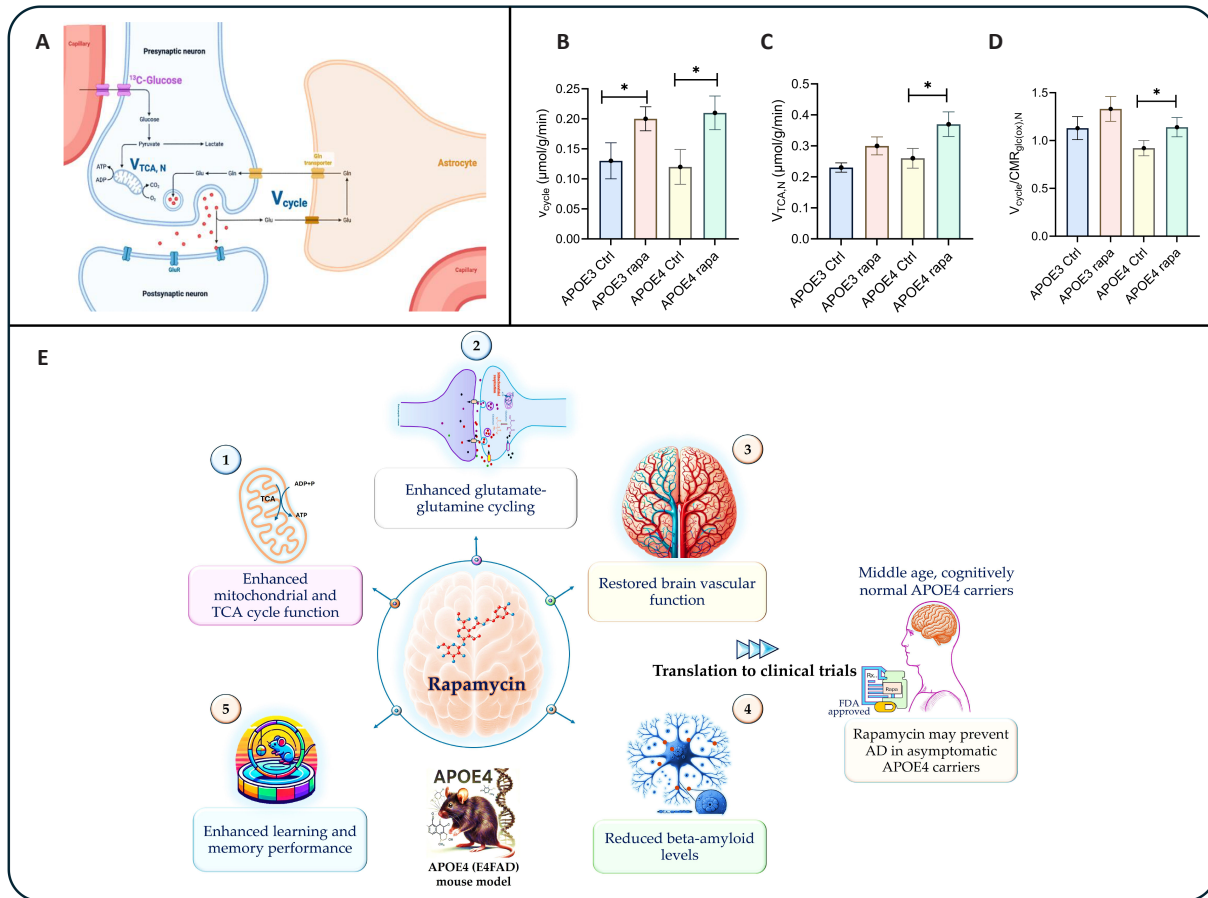 A
Capillary
Presynaptic neuron
¹³C-Glucose
Glucose
Pyruvate
Lactate
V_TCA, N
ATP
ADP
CO₂
O₂
Glu
Gln
Gln
transporter
Gln
Astrocyte
V_cycle
Glu
Glu
GluR
Postsynaptic neuron
Capillary
B
*
*
v_cycle (μmol/g/min)
0.25
0.20
0.15
0.10
0.05
0.00
APOE3 Ctrl
APOE3 rapa
APOE4 Ctrl
APOE4 rapa
C
*
V_TCA,N (μmol/g/min)
0.5
0.4
0.3
0.2
0.1
0.0
APOE3 Ctrl
APOE3 rapa
APOE4 Ctrl
APOE4 rapa
D
*
V_cycle/CMR_glc(ox),N
1.5
1.0
0.5
0.0
APOE3 Ctrl
APOE3 rapa
APOE4 Ctrl
APOE4 rapa
E
1
TCA
ADP+P
ATP
Enhanced
mitochondrial and
TCA cycle function
2
Enhanced glutamate-
glutamine cycling
3
Restored brain vascular
function
Rapamycin
4
Reduced beta-amyloid
levels
5
Enhanced learning and
memory performance
APOE4
APOE4 (E4FAD)
mouse model
Translation to clinical trials
Middle age, cognitively
normal APOE4 carriers
Rx
Rapa
FDA
approved
Rapamycin may prevent
AD in asymptomatic
APOE4 carriers